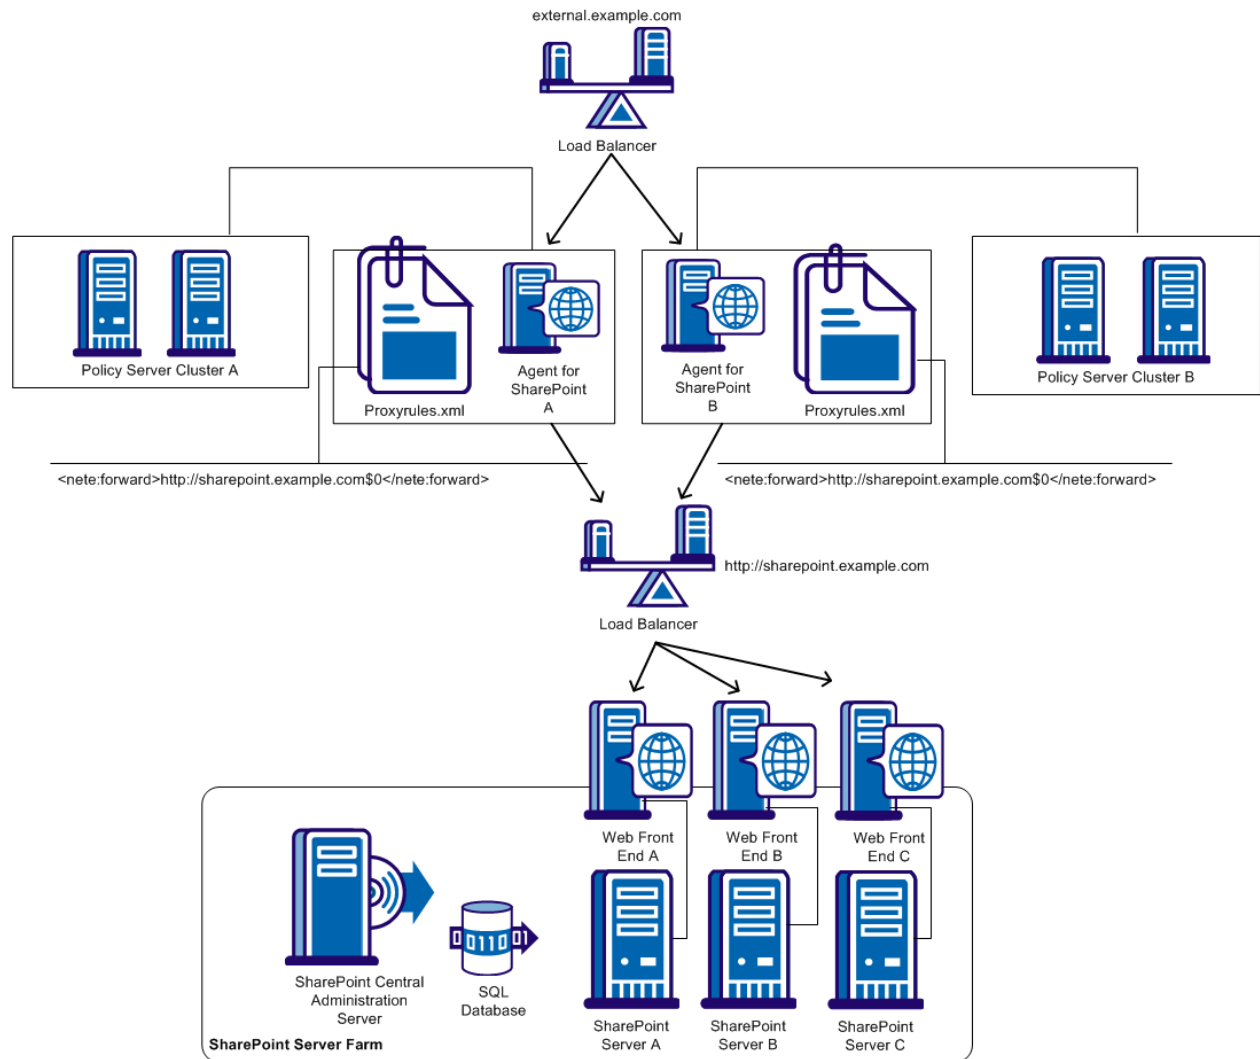 external.example.com
Load Balancer
Policy Server Cluster A
Proxyrules.xml
Agent for
SharePoint
A
Agent for
SharePoint
B
Proxyrules.xml
Policy Server Cluster B
<nete:forward>http://sharepoint.example.com$0</nete:forward>
<nete:forward>http://sharepoint.example.com$0</nete:forward>
http://sharepoint.example.com
Load Balancer
Web Front
End A
Web Front
End B
Web Front
End C
SharePoint Central
Administration
Server
0 0110 01
SQL
Database
SharePoint
Server A
SharePoint
Server B
SharePoint
Server C
SharePoint Server Farm